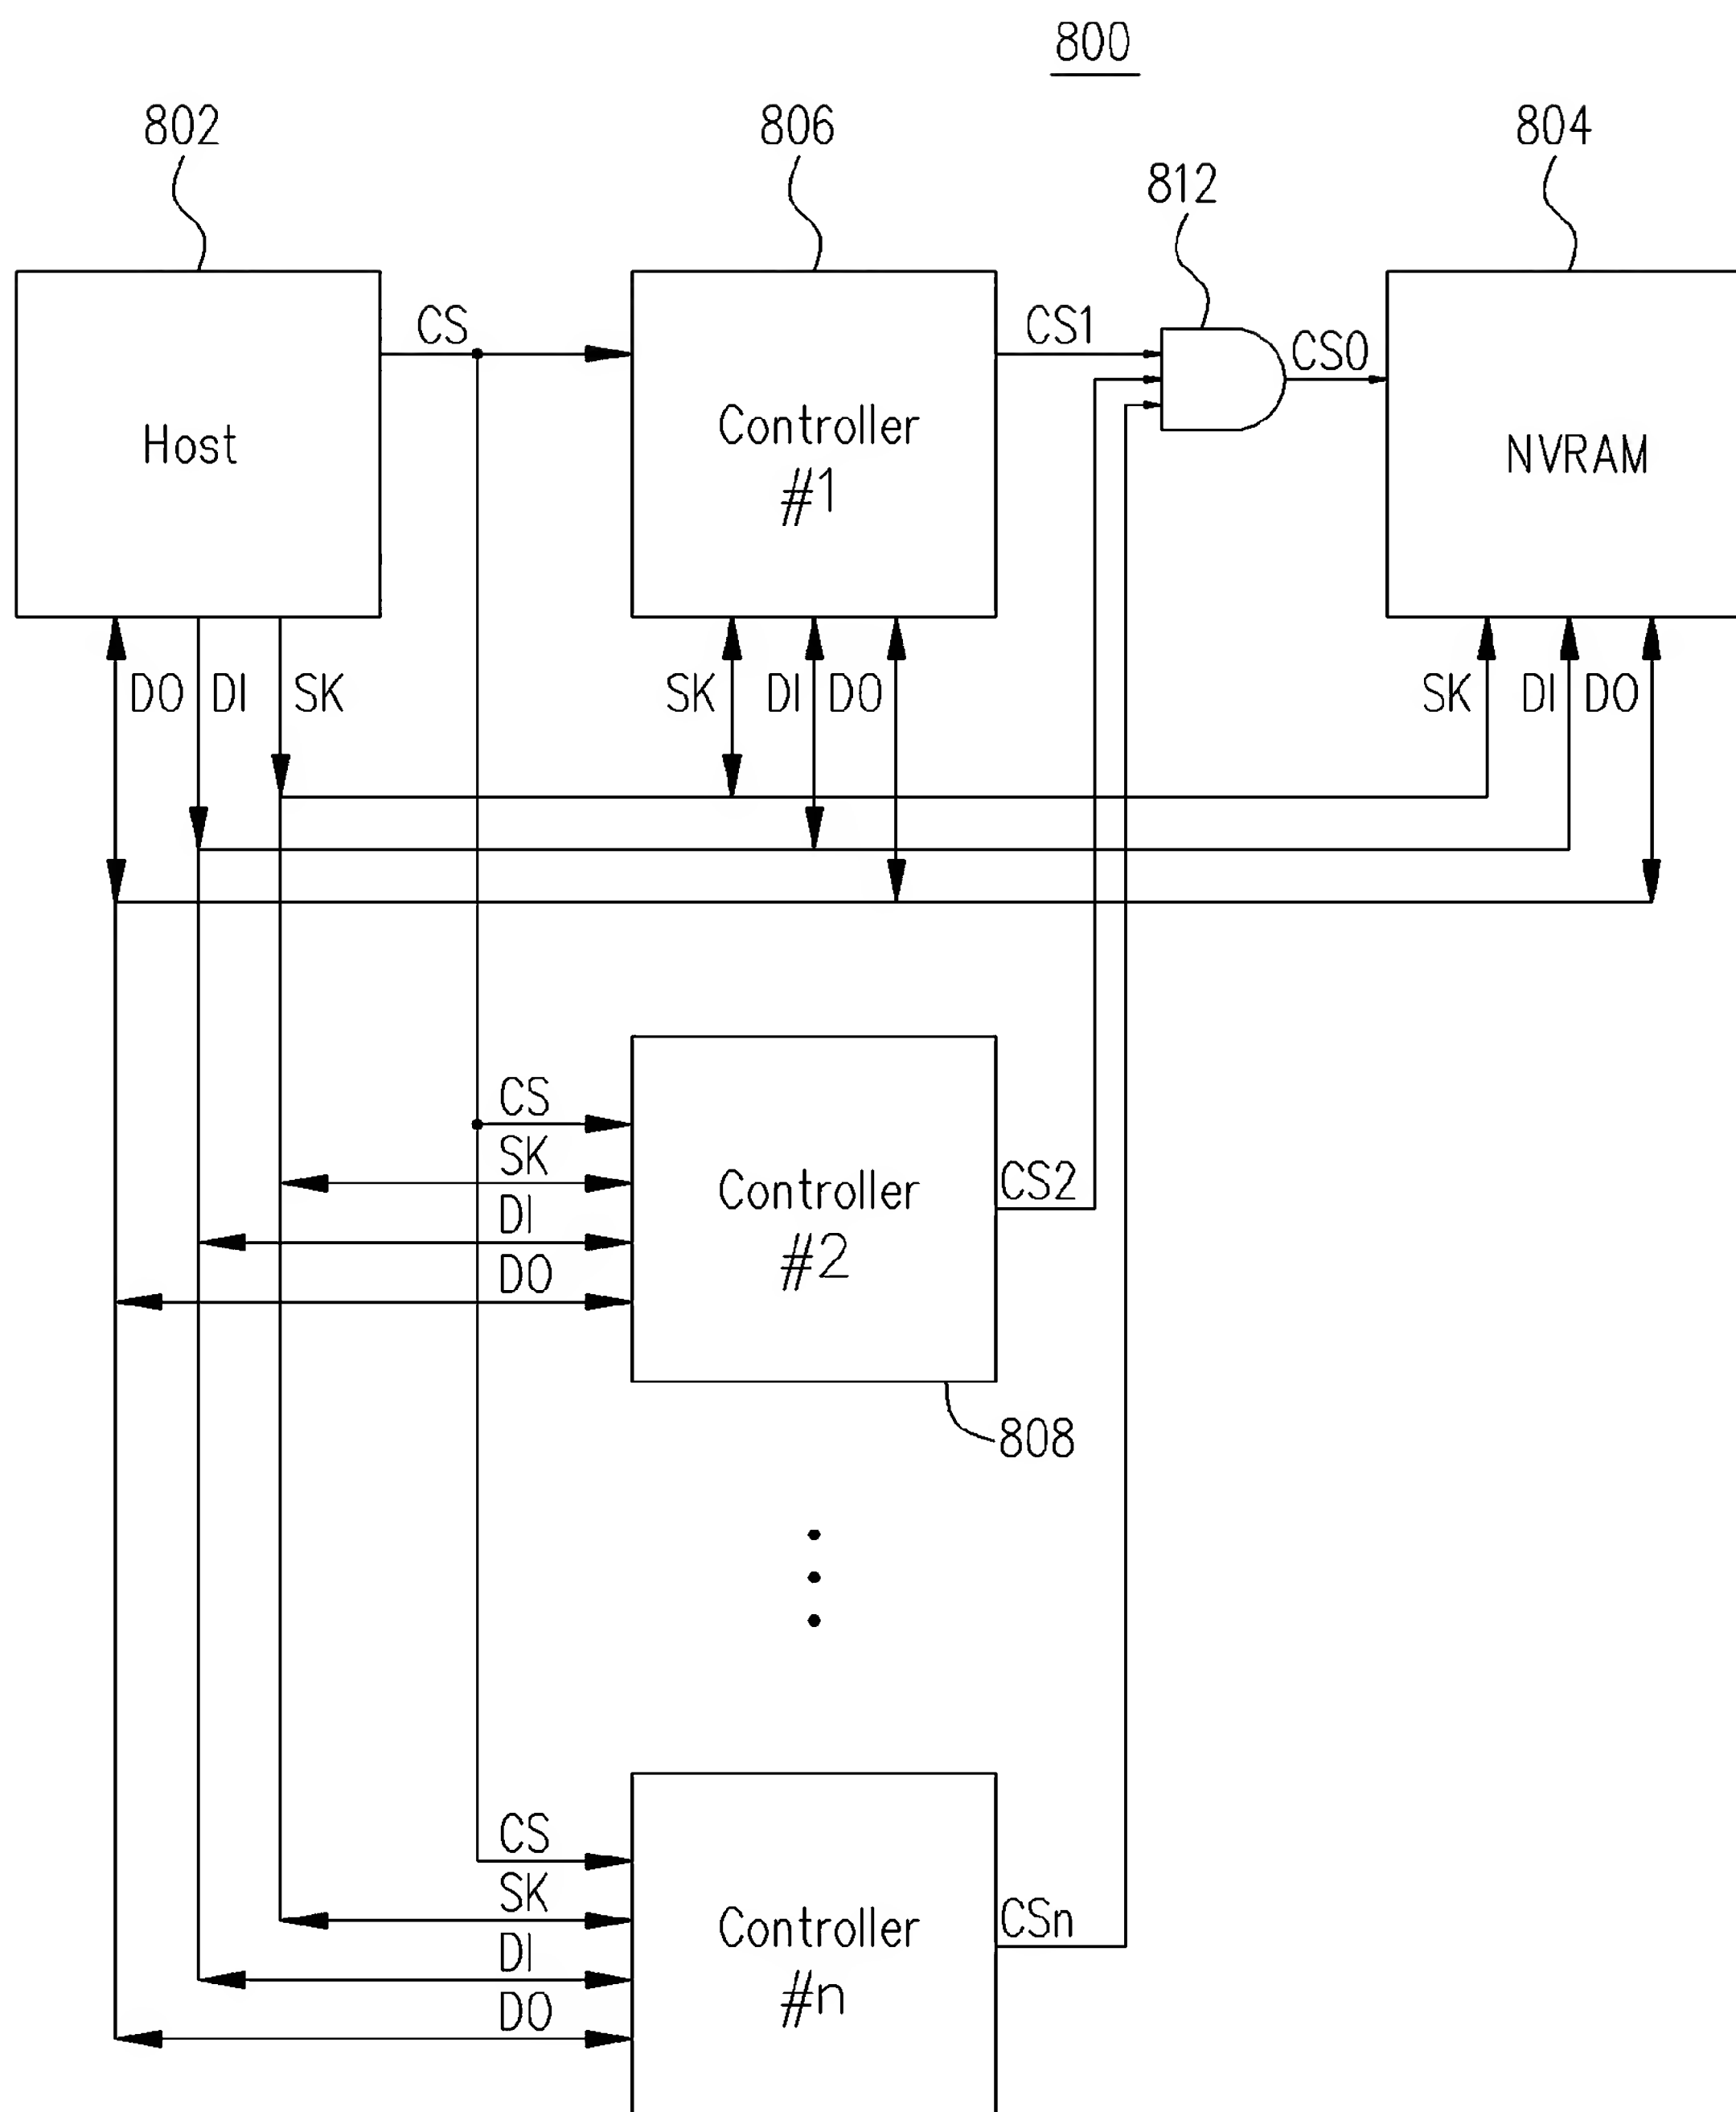 800
802
806
804
812
CS
CS1
CS0
Host
Controller
#1
NVRAM
DO DI SK
SK DI DO
SK DI DO
CS
SK
DI
DO
Controller
#2
CS2
808
CS
SK
DI
DO
Controller
#n
CSn